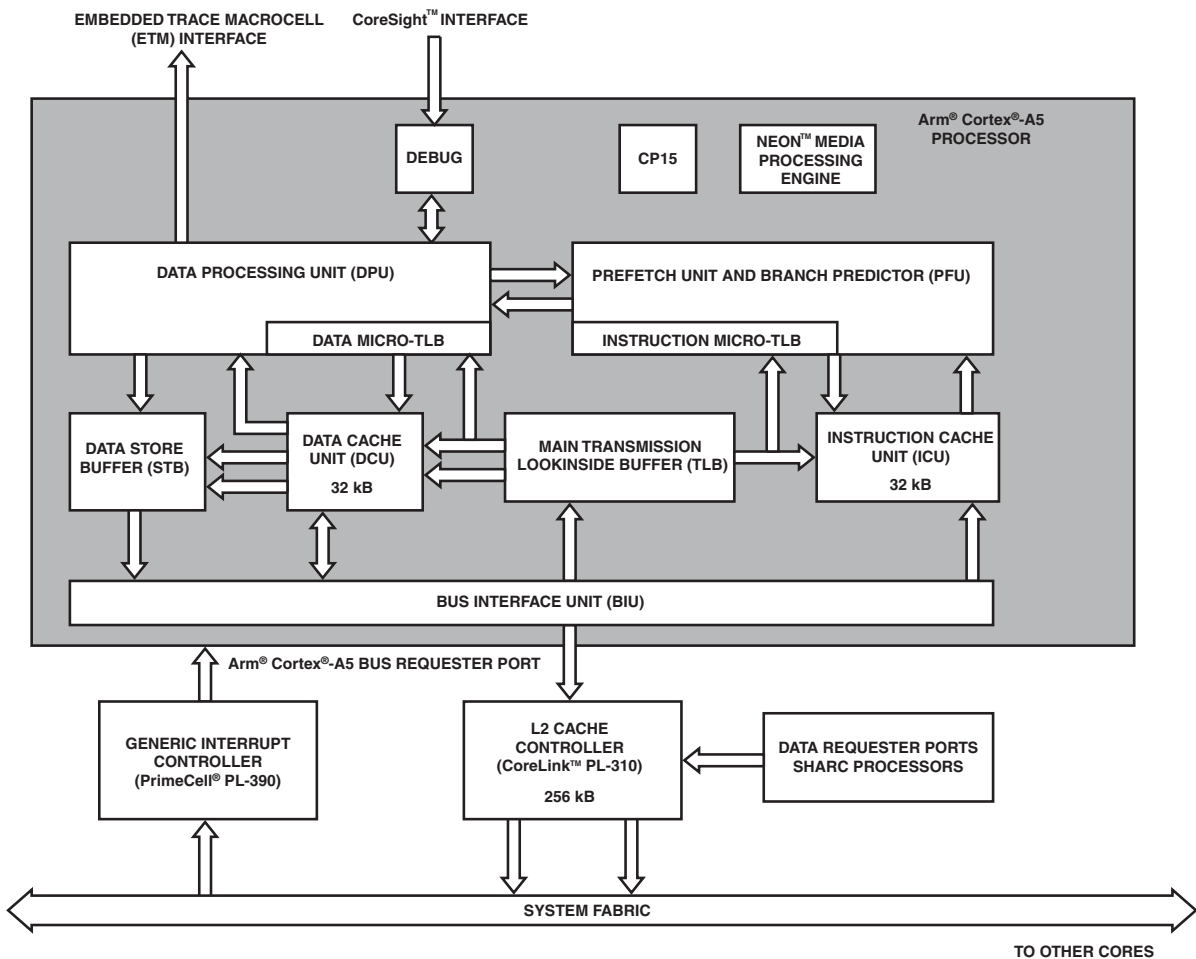 EMBEDDED TRACE MACROCELL
(ETM) INTERFACE
CoreSight™ INTERFACE
Arm® Cortex®-A5
PROCESSOR
DEBUG
CP15
NEON™ MEDIA
PROCESSING
ENGINE
DATA PROCESSING UNIT (DPU)
PREFETCH UNIT AND BRANCH PREDICTOR (PFU)
DATA MICRO-TLB
INSTRUCTION MICRO-TLB
DATA STORE
BUFFER (STB)
DATA CACHE
UNIT (DCU)
32 kB
MAIN TRANSMISSION
LOOKINSIDE BUFFER (TLB)
INSTRUCTION CACHE
UNIT (ICU)
32 kB
BUS INTERFACE UNIT (BIU)
Arm® Cortex®-A5 BUS REQUESTER PORT
GENERIC INTERRUPT
CONTROLLER
(PrimeCell® PL-390)
L2 CACHE
CONTROLLER
(CoreLink™ PL-310)
256 kB
DATA REQUESTER PORTS
SHARC PROCESSORS
SYSTEM FABRIC
TO OTHER CORES